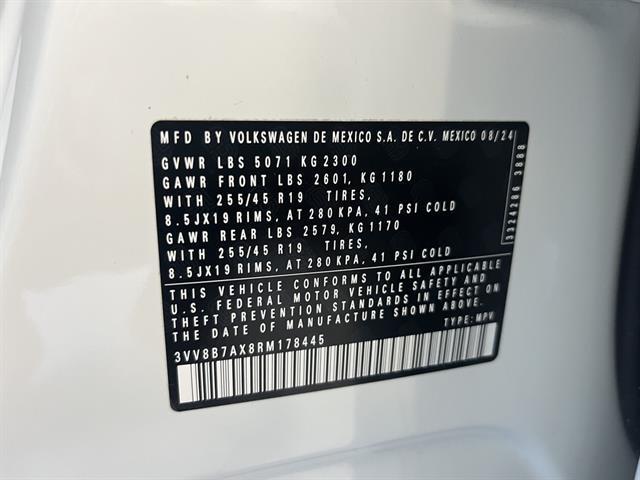 MFD BY VOLKSWAGEN DE MEXICO S.A. DE C.V. MEXICO 08/24
GVWR LBS 5071 KG 2300
GAWR FRONT LBS 2601, KG 1180
WITH 255/45 R19 TIRES,
8.5JX19 RIMS, AT 280 KPA, 41 PSI COLD
GAWR REAR LBS 2579, KG 1170
WITH 255/45 R19 TIRES,
8.5JX19 RIMS, AT 280 KPA, 41 PSI COLD
THIS VEHICLE CONFORMS TO ALL APPLICABLE
U.S. FEDERAL MOTOR VEHICLE SAFETY AND
THEFT PREVENTION STANDARDS IN EFFECT ON
THE DATE OF MANUFACTURE SHOWN ABOVE.
TYPE: MPV
3VV8B7AX8RM178445
3324286 3888